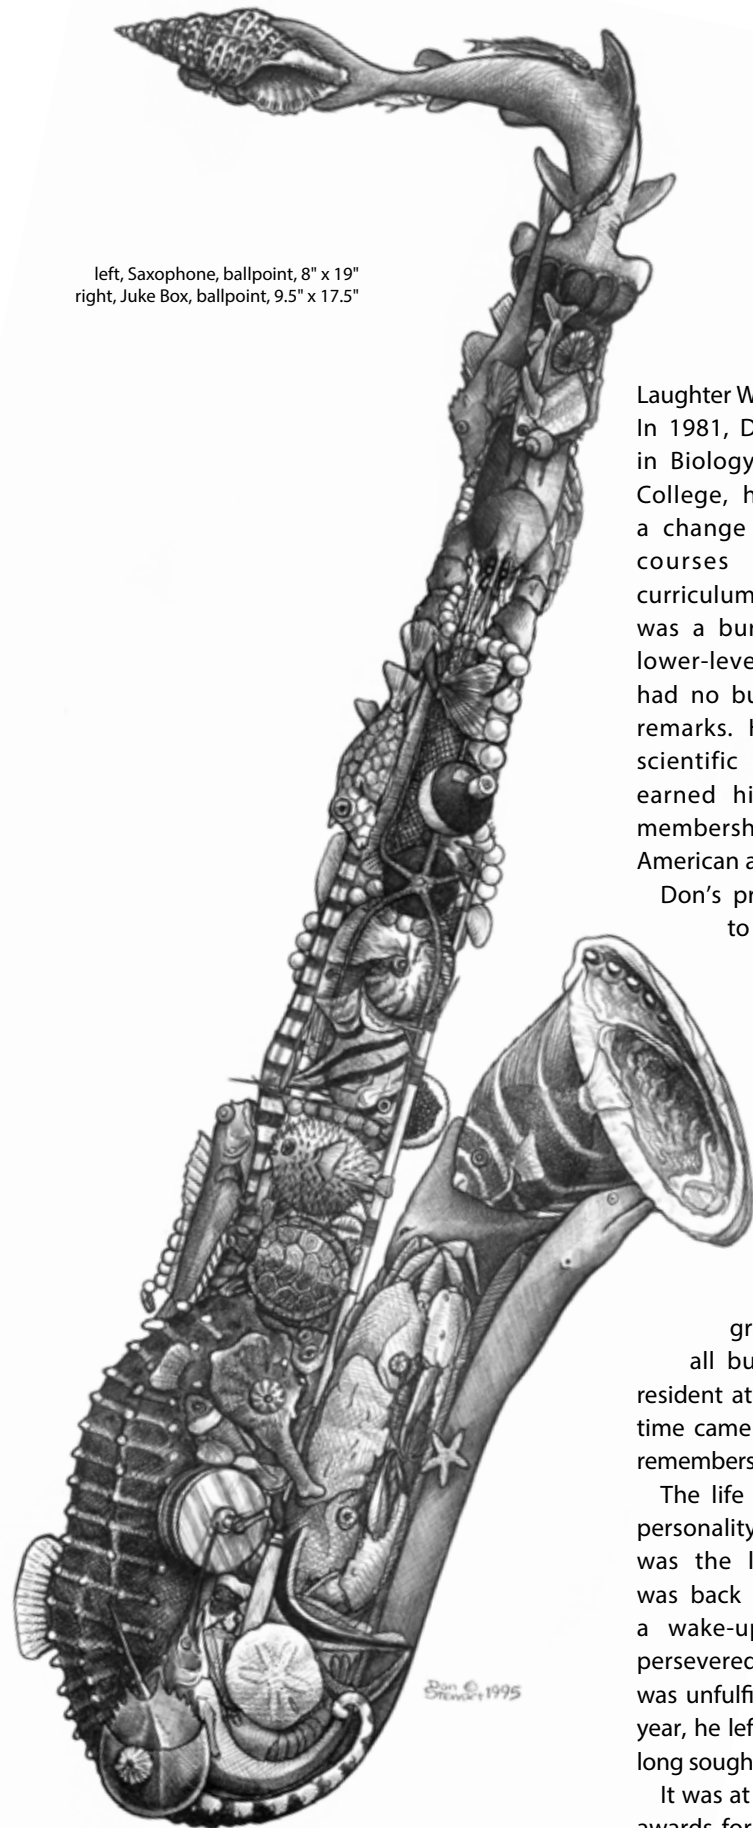 left, Saxophone, ballpoint, 8" x 19"
right, Juke Box, ballpoint, 9.5" x 17.5"
Laughter W
In 1981, D
in Biology
College, h
a change
courses
curriculum
was a bur
lower-leve
had no bu
remarks. H
scientific
earned hi
membersh
American a
Don’s pr
to
gr
all bu
resident at
time came
remembers
The life
personality
was the l
was back
a wake-up
persevered
was unfulfi
year, he lef
long sough
It was at
awards for
Don ©
Stewart 1995